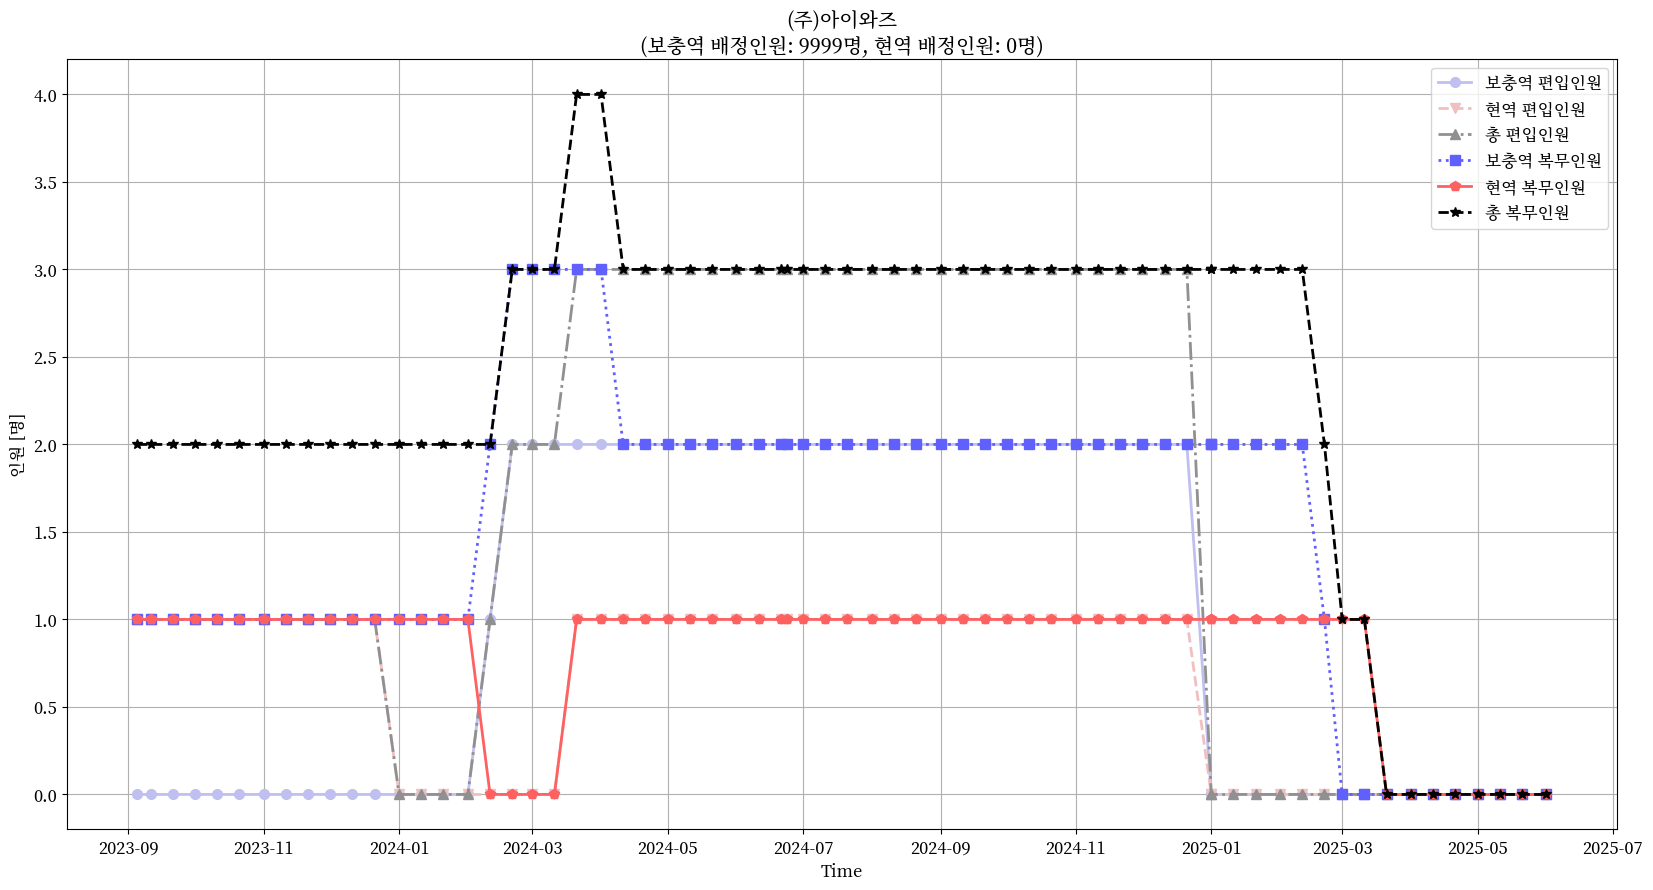 (주)아이와즈
(보충역 배정인원: 9999명, 현역 배정인원: 0명)
보충역 편입인원
현역 편입인원
총 편입인원
보충역 복무인원
현역 복무인원
총 복무인원
인원 [명]
4.0
3.5
3.0
2.5
2.0
1.5
1.0
0.5
0.0
2023-09 2023-11 2024-01 2024-03 2024-05 2024-07 2024-09 2024-11 2025-01 2025-03 2025-05 2025-07
Time